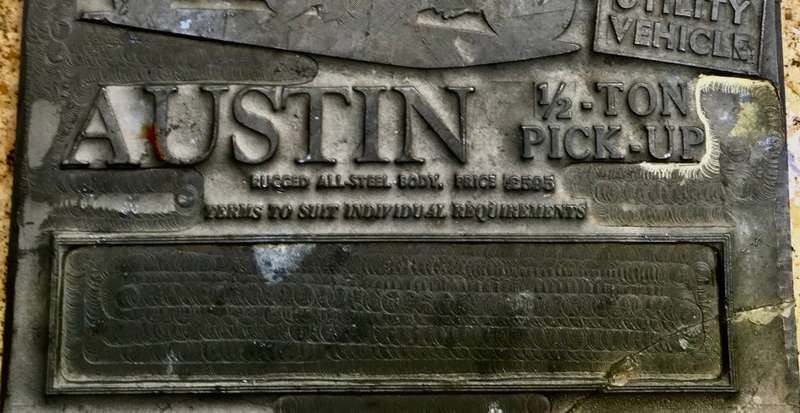 UTILITY
VEHICLE
AUSTIN
½-TON
PICK-UP
RUGGED ALL-STEEL BODY. PRICE £595
TERMS TO SUIT INDIVIDUAL REQUIREMENTS